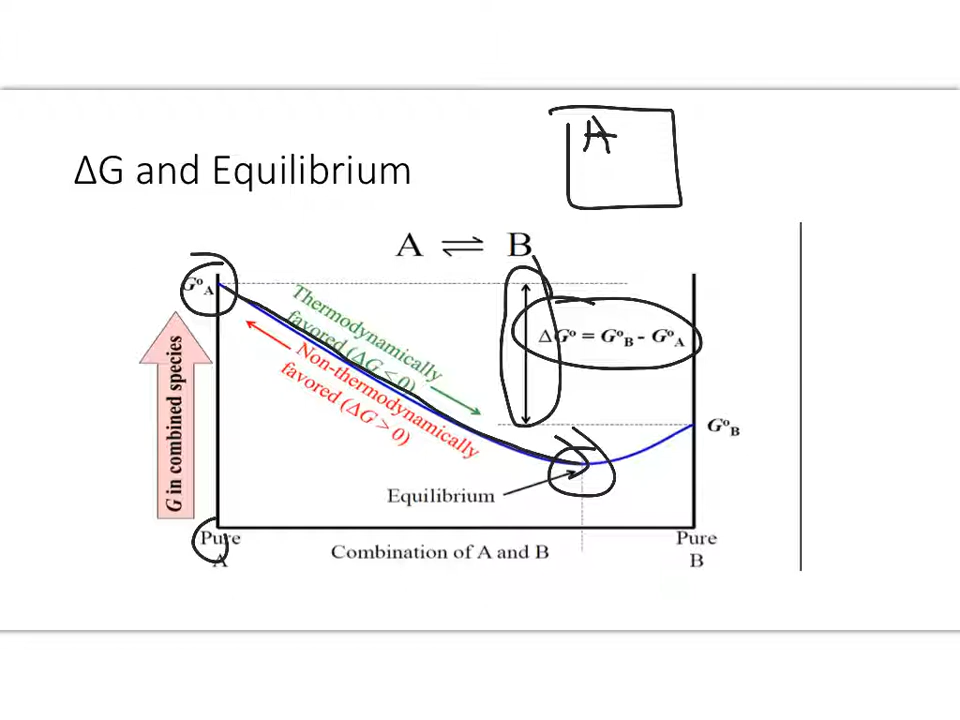 ΔG and Equilibrium
A
A ⇌ B
G°A
Thermodynamically
favored (ΔG < 0)
Non-thermodynamically
favored (ΔG > 0)
ΔG° = G°B - G°A
G°B
G in combined species
Equilibrium
Pure
A
Combination of A and B
Pure
B